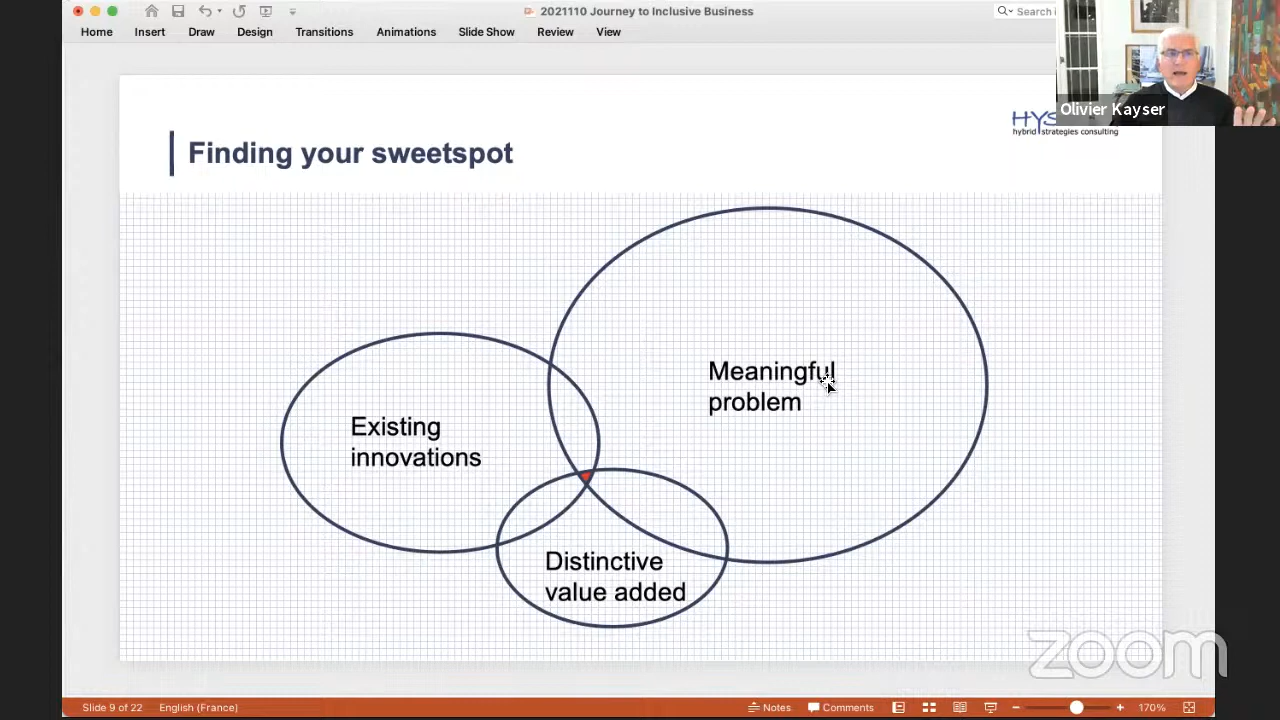 2021110 Journey to Inclusive Business
Search i
Home Insert Draw Design Transitions Animations Slide Show Review View
Olivier Kayser
HYS
hybrid strategies consulting
Finding your sweetspot
Meaningful
problem
Existing
innovations
Distinctive
value added
zoom
Slide 9 of 22 English (France) Notes Comments 170%